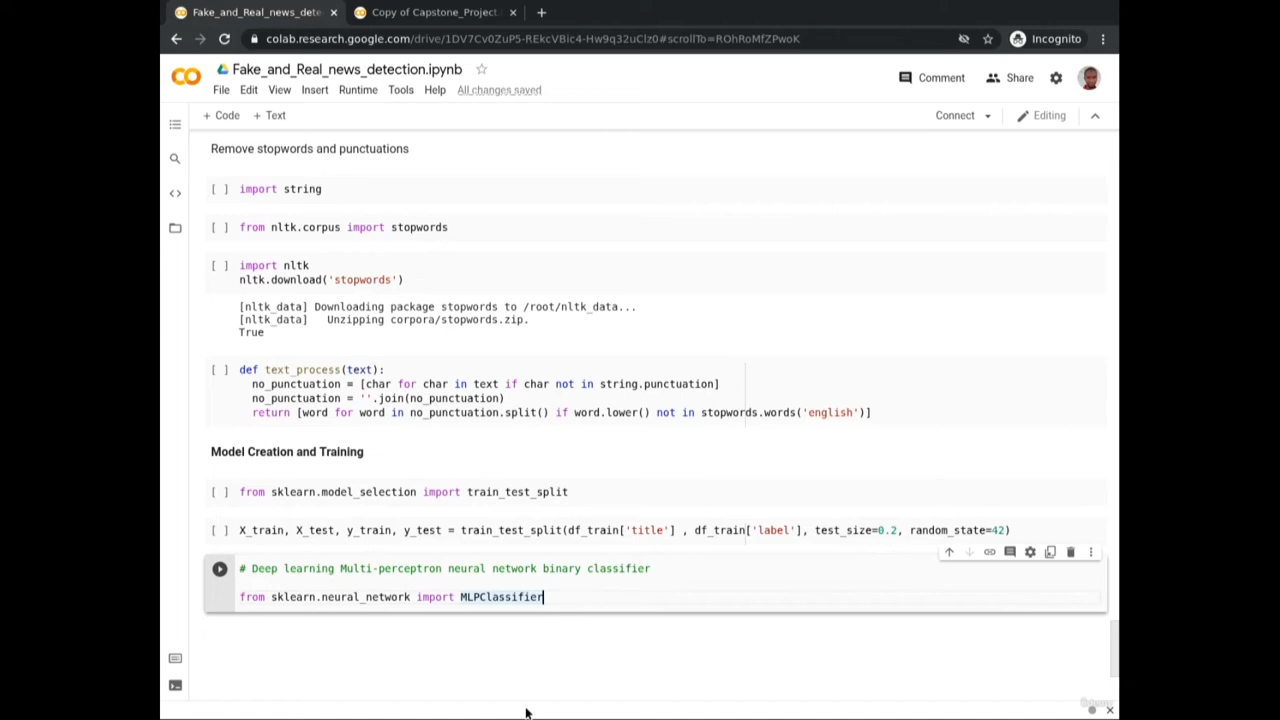 Fake_and_Real_news_dete
Copy of Capstone_Project
colab.research.google.com/drive/1DV7Cv0ZuP5-REkcVBic4-Hw9q32uClz0#scrollTo=ROhRoMfZPwoK
Incognito
Fake_and_Real_news_detection.ipynb
Comment
Share
File Edit View Insert Runtime Tools Help All changes saved
+ Code + Text
Connect
Editing
Remove stopwords and punctuations
[ ] import string
[ ] from nltk.corpus import stopwords
[ ] import nltk
nltk.download('stopwords')
[nltk_data] Downloading package stopwords to /root/nltk_data...
[nltk_data]   Unzipping corpora/stopwords.zip.
True
[ ] def text_process(text):
no_punctuation = [char for char in text if char not in string.punctuation]
no_punctuation = ''.join(no_punctuation)
return [word for word in no_punctuation.split() if word.lower() not in stopwords.words('english')]
Model Creation and Training
[ ] from sklearn.model_selection import train_test_split
[ ] X_train, X_test, y_train, y_test = train_test_split(df_train['title'] , df_train['label'], test_size=0.2, random_state=42)
# Deep learning Multi-perceptron neural network binary classifier
from sklearn.neural_network import MLPClassifier